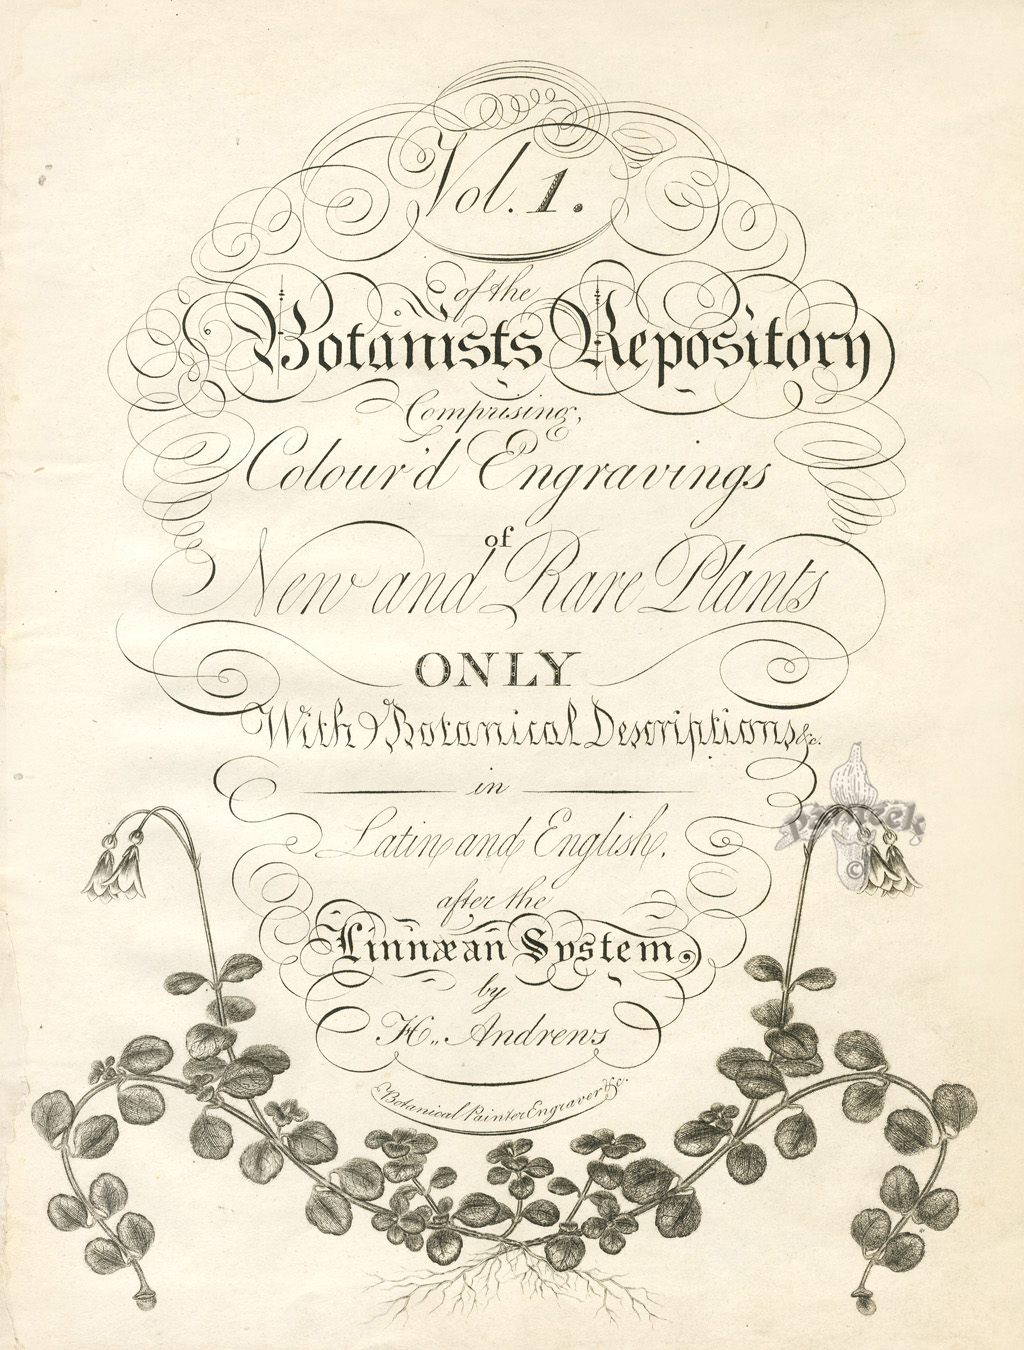 Vol. 1.
of the
Botanists Repository
Comprising,
Colour'd Engravings
of
New and Rare Plants
ONLY
With Botanical Descriptions &c.
in
Latin and English,
after the
Linnæan System,
by
H,, Andrews
Botanical Painter Engraver &c.
panteek
©